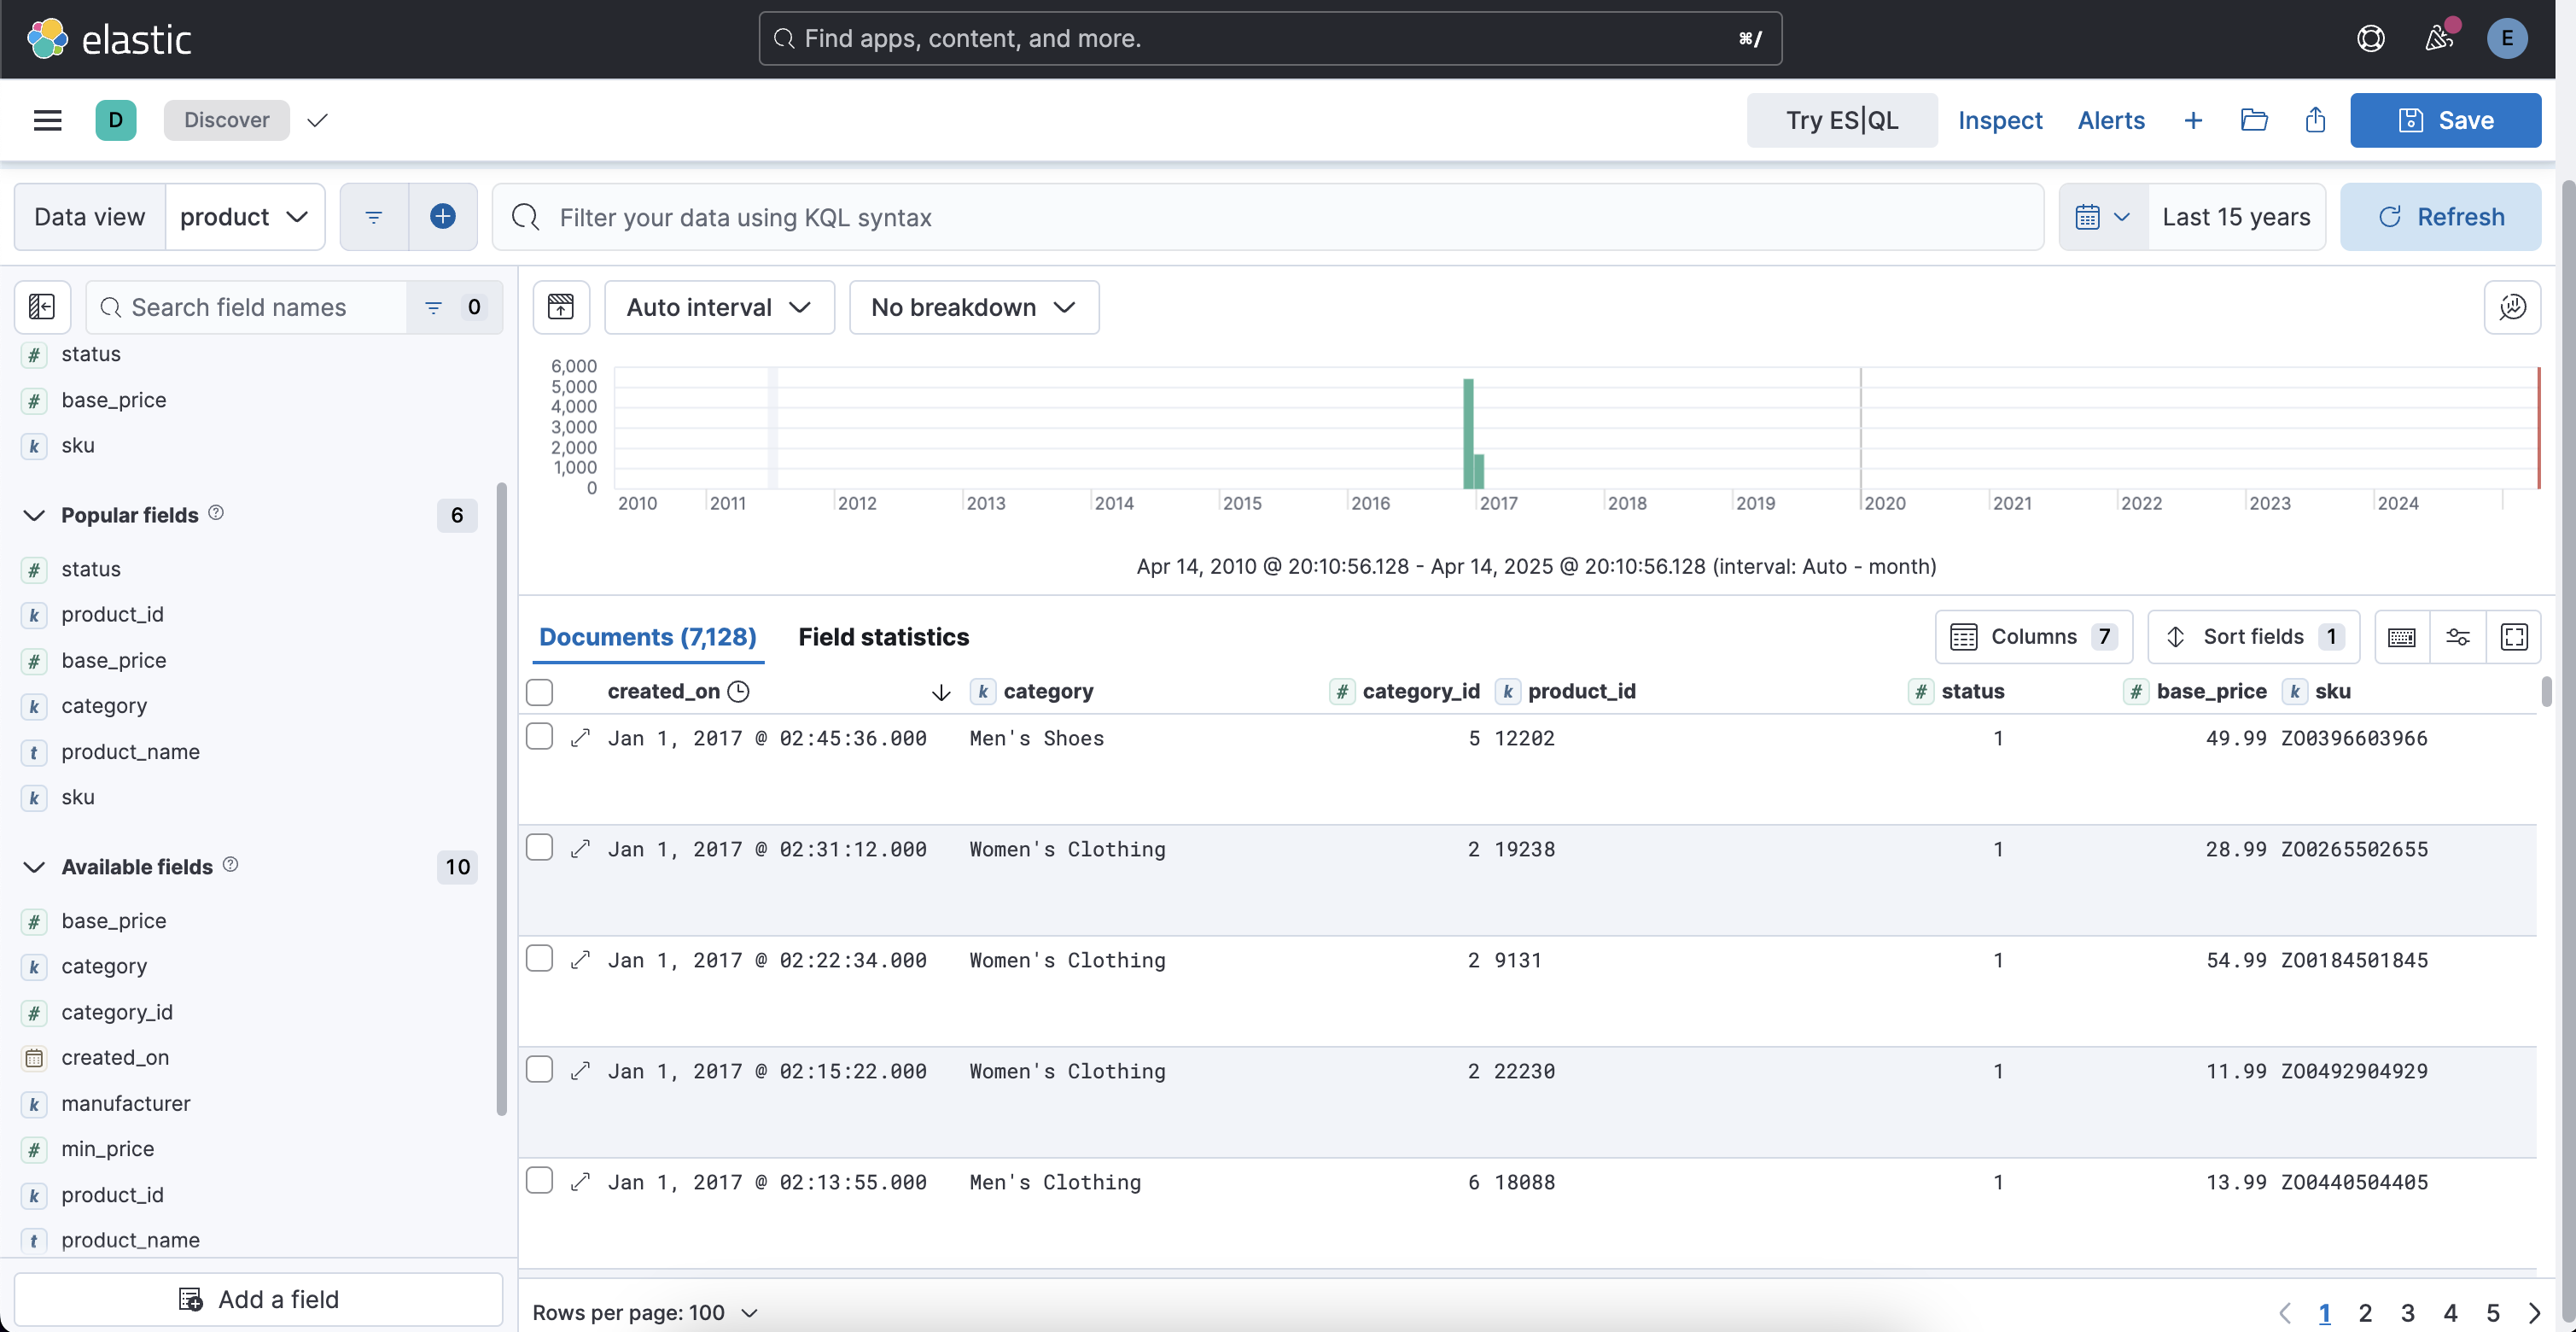 elastic
Find apps, content, and more.
⌘/
E
D
Discover
Try ES|QL
Inspect
Alerts
Save
Data view
product
Filter your data using KQL syntax
Last 15 years
Refresh
Search field names
0
# status
# base_price
k sku
Popular fields
6
# status
k product_id
# base_price
k category
t product_name
k sku
Available fields
10
# base_price
k category
# category_id
created_on
k manufacturer
# min_price
k product_id
t product_name
Add a field
Auto interval
No breakdown
6,000
5,000
4,000
3,000
2,000
1,000
0
2010 2011 2012 2013 2014 2015 2016 2017 2018 2019 2020 2021 2022 2023 2024
Apr 14, 2010 @ 20:10:56.128 - Apr 14, 2025 @ 20:10:56.128 (interval: Auto - month)
Documents (7,128)
Field statistics
Columns 7
Sort fields 1
created_on k category # category_id k product_id # status # base_price k sku
Jan 1, 2017 @ 02:45:36.000 Men's Shoes 5 12202 1 49.99 ZO0396603966
Jan 1, 2017 @ 02:31:12.000 Women's Clothing 2 19238 1 28.99 ZO0265502655
Jan 1, 2017 @ 02:22:34.000 Women's Clothing 2 9131 1 54.99 ZO0184501845
Jan 1, 2017 @ 02:15:22.000 Women's Clothing 2 22230 1 11.99 ZO0492904929
Jan 1, 2017 @ 02:13:55.000 Men's Clothing 6 18088 1 13.99 ZO0440504405
Rows per page: 100
1 2 3 4 5